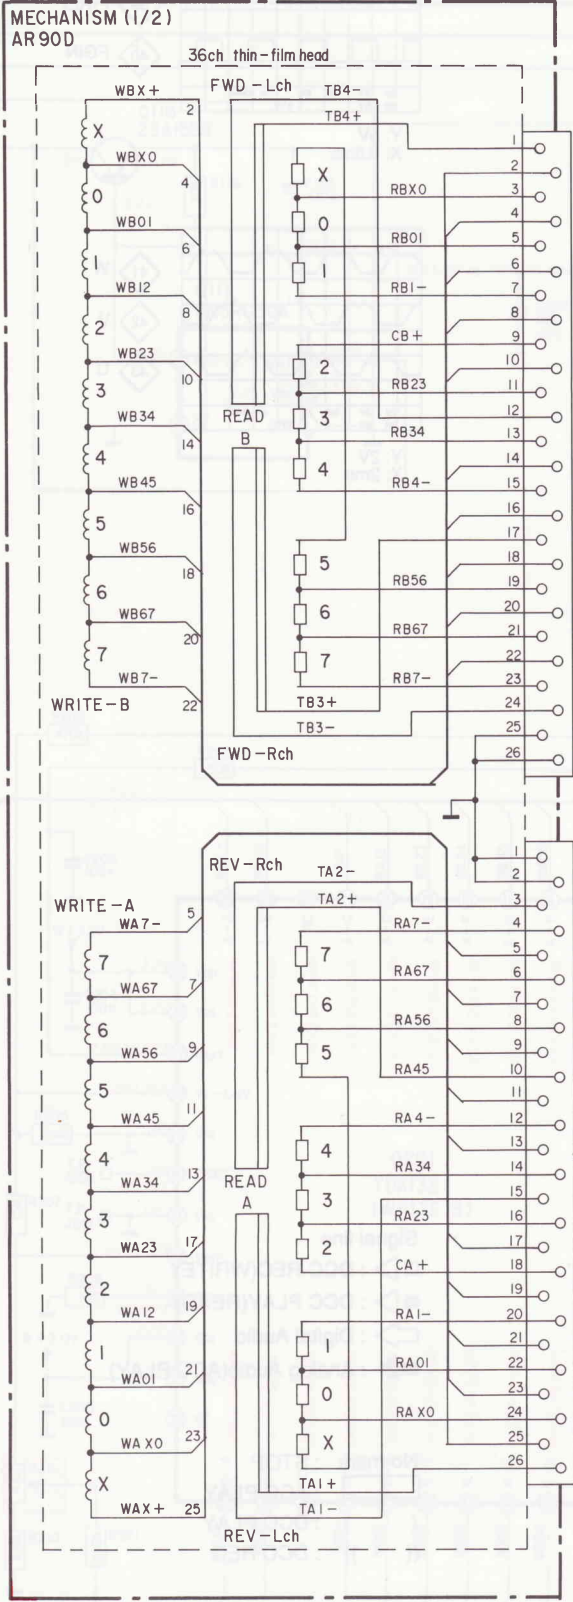 MECHANISM (1/2)
AR90D
36ch thin-film head
WBX+
2
FWD-Lch
TB4-
TB4+
X
WBX0
4
0
WB01
6
1
WB12
8
2
WB23
10
3
WB34
14
4
WB45
16
5
WB56
18
6
WB67
20
7
WB7-
22
WRITE-B
READ
B
X
RBX0
0
RB01
1
RB1-
CB+
2
RB23
3
RB34
4
RB4-
5
RB56
6
RB67
7
RB7-
TB3+
TB3-
FWD-Rch
1
2
3
4
5
6
7
8
9
10
11
12
13
14
15
16
17
18
19
20
21
22
23
24
25
26
REV-Rch
TA2-
TA2+
WRITE-A
WA7-
5
7
WA67
7
6
WA56
9
5
WA45
11
4
WA34
13
3
WA23
17
2
WA12
19
1
WA01
21
0
WAX0
23
X
WAX+
25
READ
A
RA7-
7
RA67
6
RA56
5
RA45
RA4-
4
RA34
3
RA23
2
CA+
RA1-
1
RA01
0
RAX0
X
TA1+
TA1-
REV-Lch
1
2
3
4
5
6
7
8
9
10
11
12
13
14
15
16
17
18
19
20
21
22
23
24
25
26